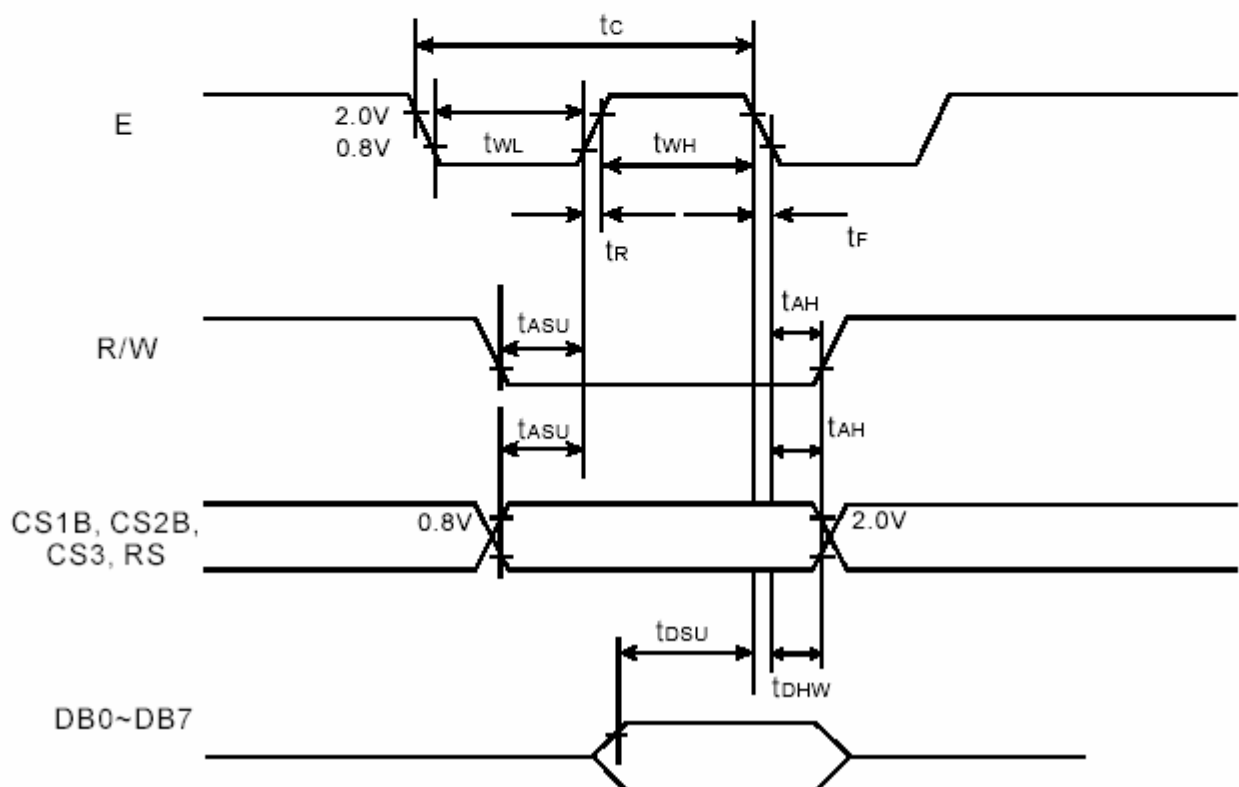 tC
E
2.0V
0.8V
tWL
tWH
tR
tF
tAH
R/W
tASU
tASU
tAH
CS1B, CS2B,
CS3, RS
0.8V
2.0V
tDSU
tDHW
DB0~DB7